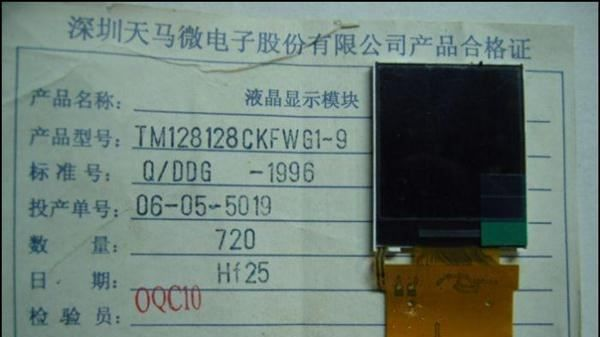 深圳天马微电子股份有限公司产品合格证
产品名称: 液晶显示模块
产品型号: TM128128CKFWG1-9
标准号: Q/DDG -1996
投产单号: 06-05-5019
数量: 720
日期: Hf25
检验员: OQC10